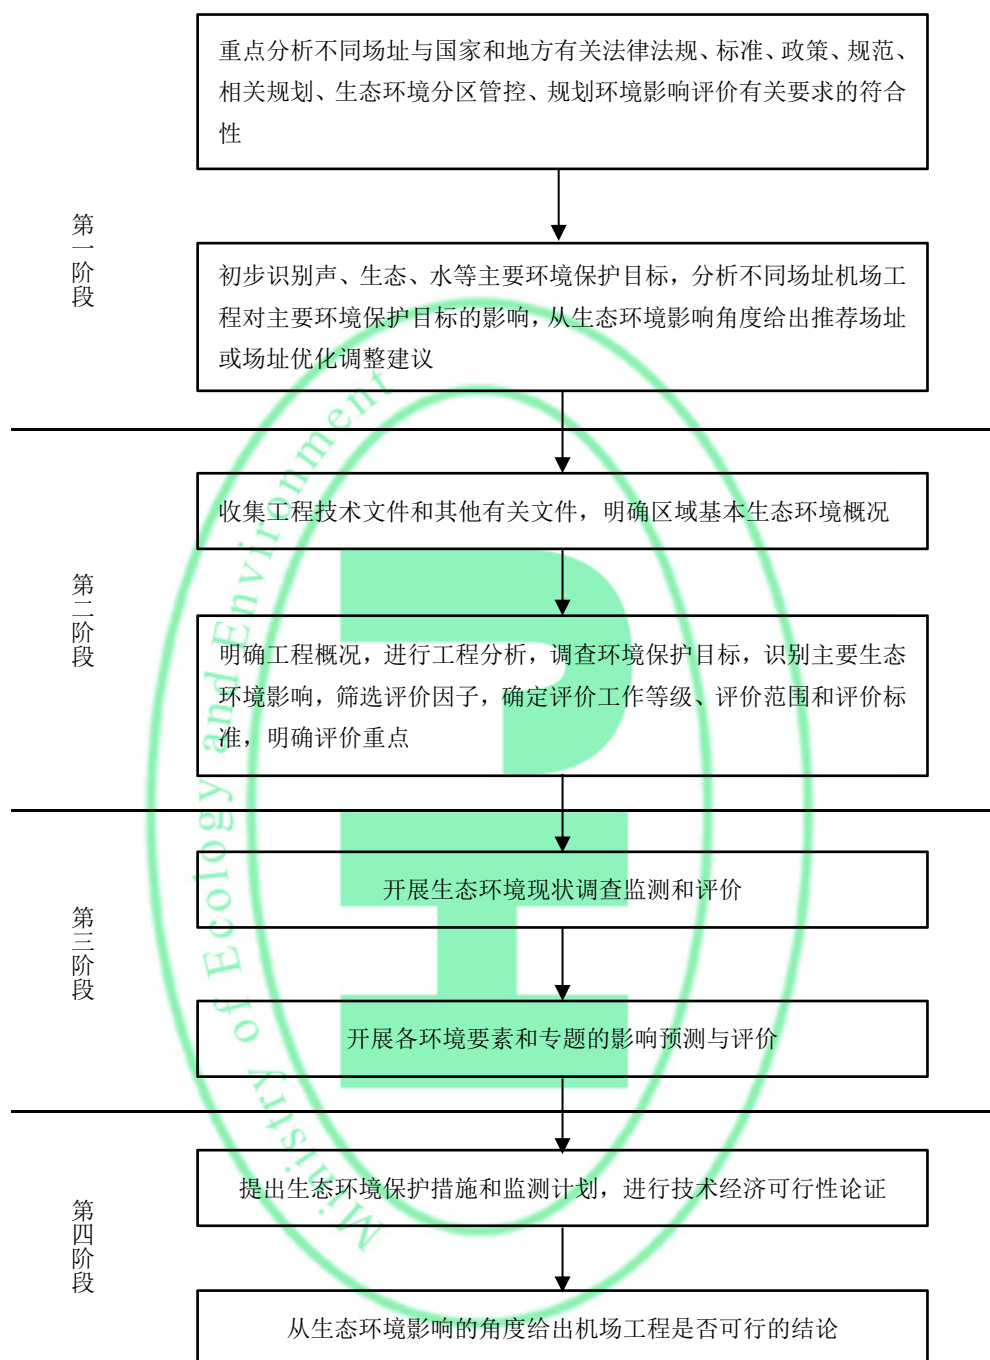 重点分析不同场址与国家和地方有关法律法规、标准、政策、规范、
相关规划、生态环境分区管控、规划环境影响评价有关要求的符合
性
第一阶段
初步识别声、生态、水等主要环境保护目标，分析不同场址机场工
程对主要环境保护目标的影响，从生态环境影响角度给出推荐场址
或场址优化调整建议
收集工程技术文件和其他有关文件，明确区域基本生态环境概况
第二阶段
明确工程概况，进行工程分析，调查环境保护目标，识别主要生态
环境影响，筛选评价因子，确定评价工作等级、评价范围和评价标
准，明确评价重点
开展生态环境现状调查监测和评价
第三阶段
开展各环境要素和专题的影响预测与评价
提出生态环境保护措施和监测计划，进行技术经济可行性论证
第四阶段
从生态环境影响的角度给出机场工程是否可行的结论
Ministry of Ecology and Environment